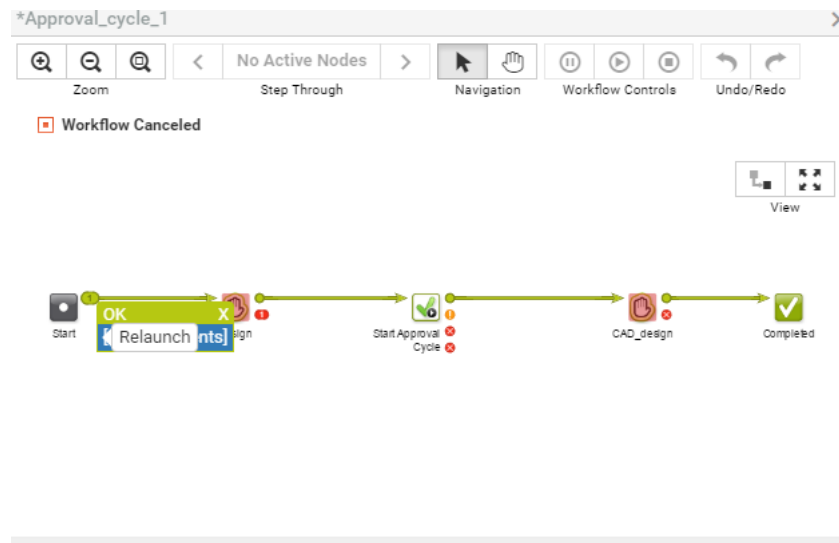 *Approval_cycle_1
No Active Nodes
Zoom
Step Through
Navigation
Workflow Controls
Undo/Redo
Workflow Canceled
View
1
OK X
Relaunch nts]
1
Start
sign
Start Approval
Cycle
CAD_design
Completed